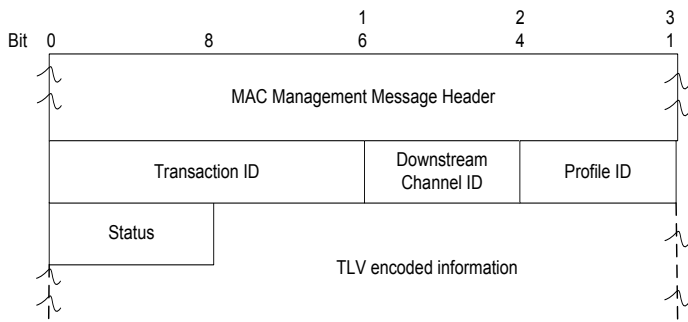 1 2 3
Bit 0 8 6 4 1
MAC Management Message Header
Transaction ID
Downstream
Channel ID
Profile ID
Status
TLV encoded information